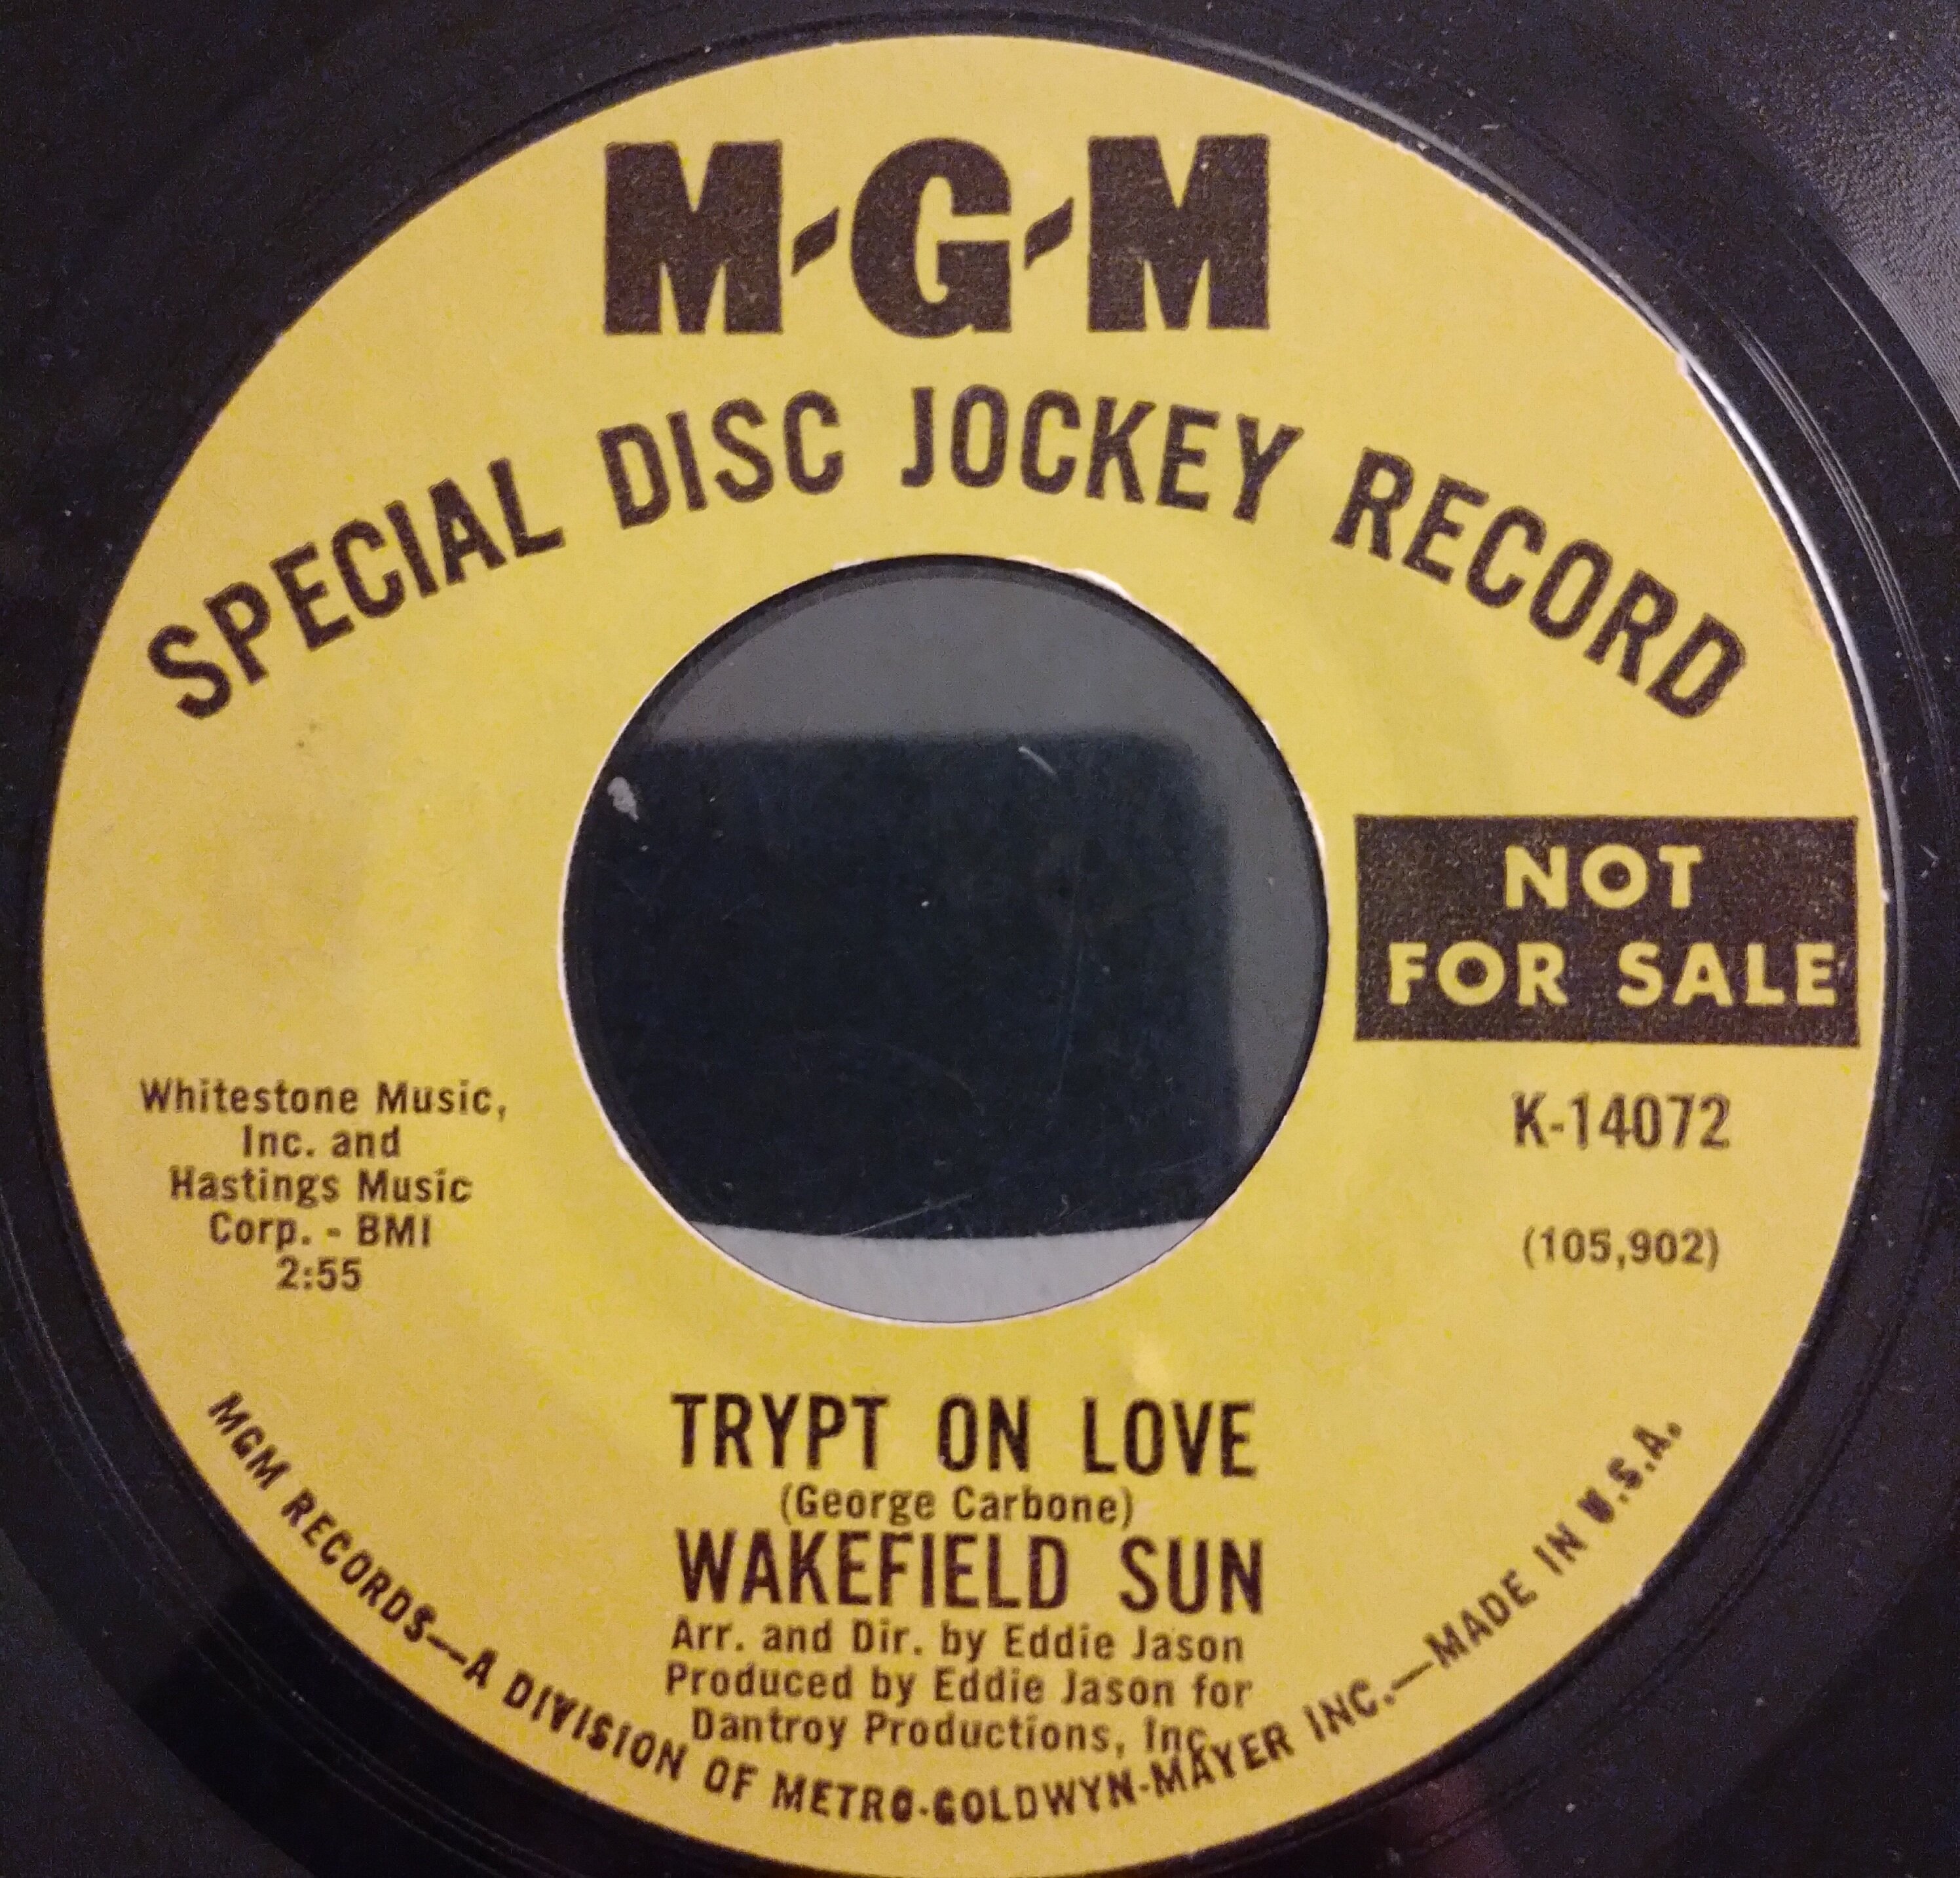 M-G-M
SPECIAL DISC JOCKEY RECORD
NOT
FOR SALE
K-14072
(105,902)
Whitestone Music,
Inc. and
Hastings Music
Corp. - BMI
2:55
TRYPT ON LOVE
(George Carbone)
WAKEFIELD SUN
Arr. and Dir. by Eddie Jason
Produced by Eddie Jason for
Dantroy Productions, Inc.
MGM RECORDS—A DIVISION OF METRO-GOLDWYN-MAYER INC.—MADE IN U.S.A.